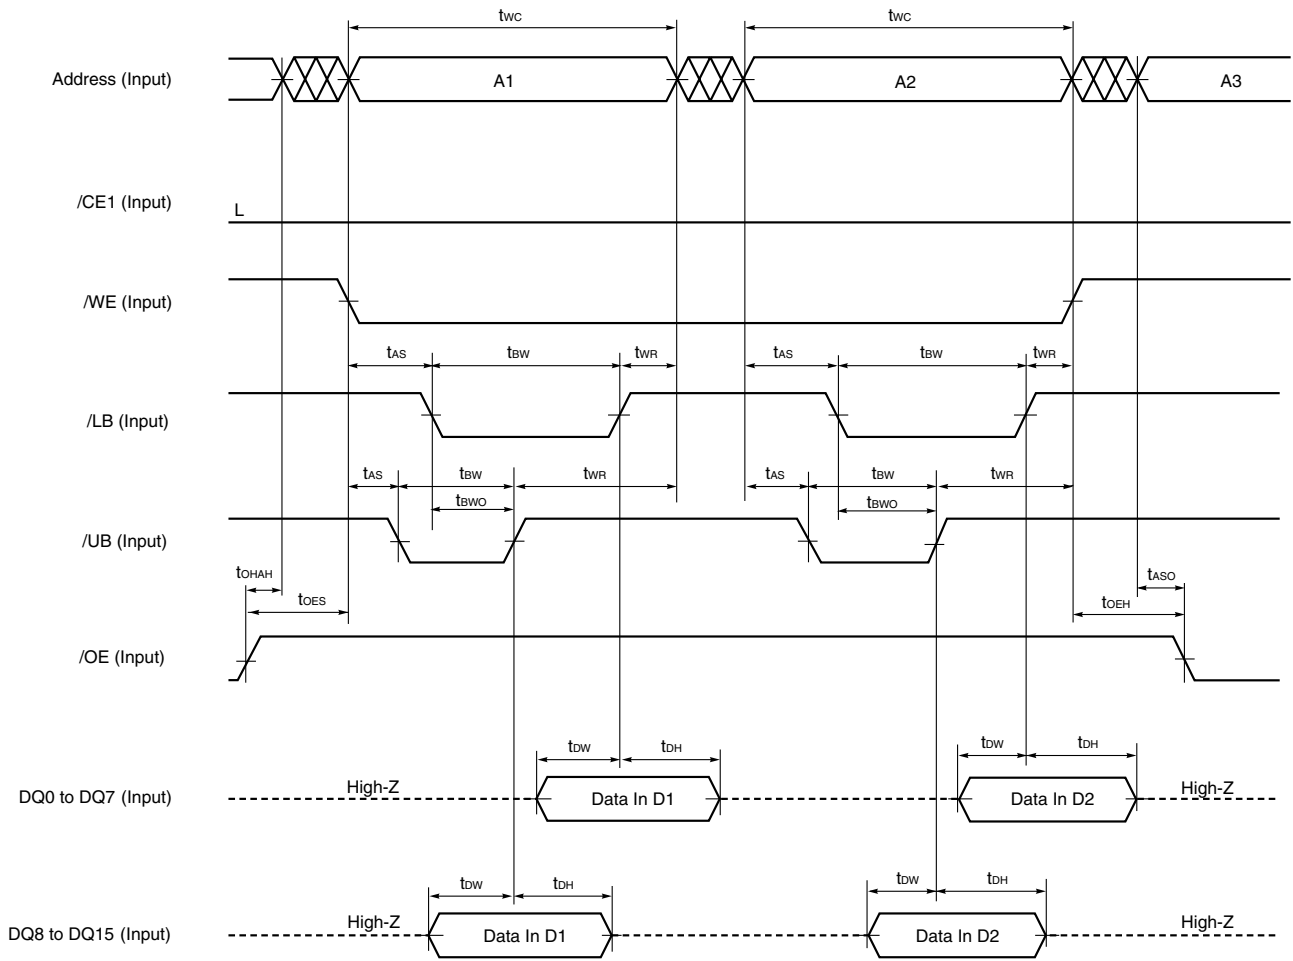 tWC tWC
Address (Input) A1 A2 A3
/CE1 (Input) L
/WE (Input)
tAS tBW tWR tAS tBW tWR
/LB (Input)
tAS tBW tWR tAS tBW tWR
tBWO tBWO
/UB (Input)
tOHAH tASO
tOES tOEH
/OE (Input)
tDW tDH tDW tDH
DQ0 to DQ7 (Input) High-Z Data In D1 Data In D2 High-Z
tDW tDH tDW tDH
DQ8 to DQ15 (Input) High-Z Data In D1 Data In D2 High-Z